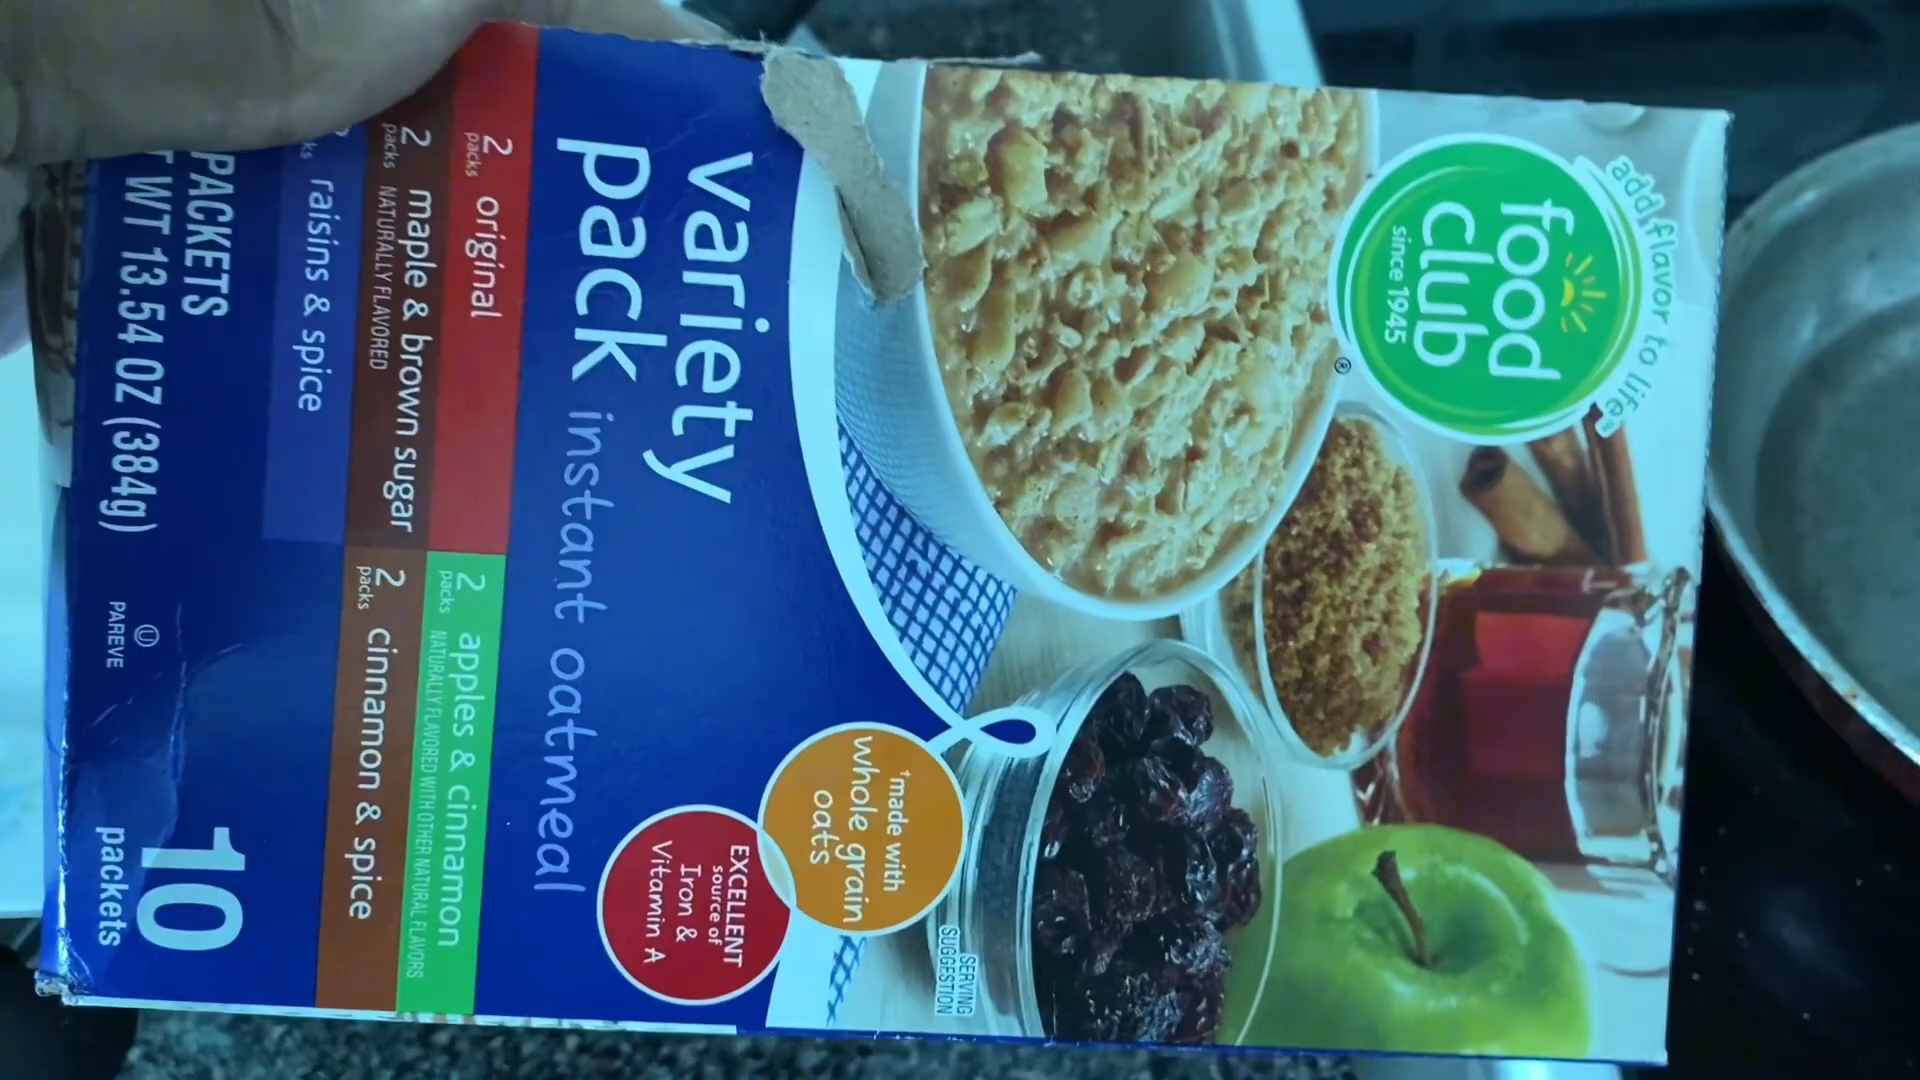 add flavor to life™
food
club
since 1945
®
variety
pack instant oatmeal
†made with
whole grain
oats
EXCELLENT
source of
Iron &
Vitamin A
SERVING
SUGGESTION
2 packs original
2 packs apples & cinnamon
NATURALLY FLAVORED WITH OTHER NATURAL FLAVORS
2 packs maple & brown sugar
NATURALLY FLAVORED
2 packs cinnamon & spice
raisins & spice
PACKETS
WT 13.54 OZ (384g)
U
PAREVE
10
packets